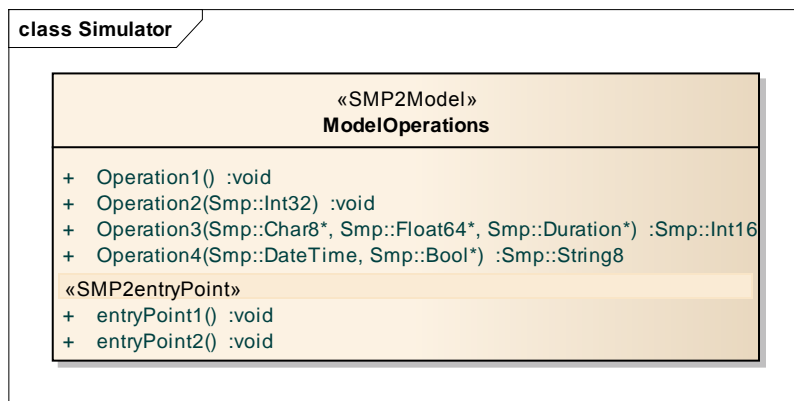 class Simulator
«SMP2Model»
ModelOperations
+ Operation1() :void
+ Operation2(Smp::Int32) :void
+ Operation3(Smp::Char8*, Smp::Float64*, Smp::Duration*) :Smp::Int16
+ Operation4(Smp::DateTime, Smp::Bool*) :Smp::String8
«SMP2entryPoint»
+ entryPoint1() :void
+ entryPoint2() :void